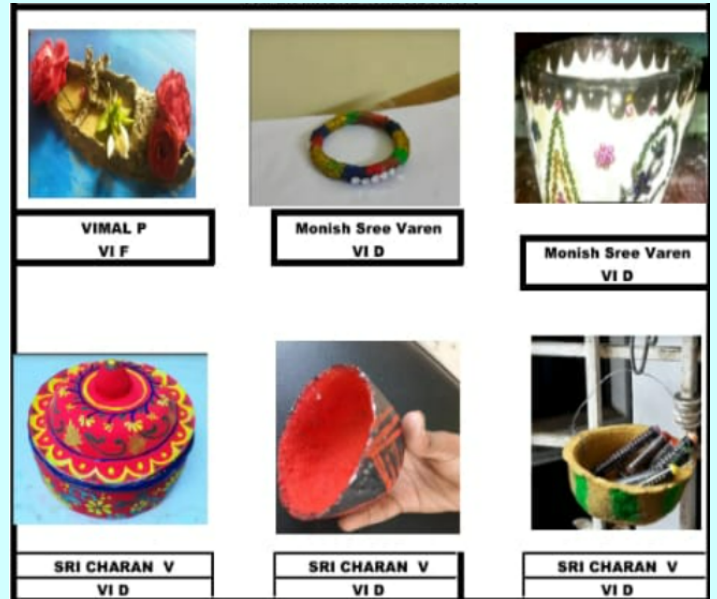 VIMAL P
VI F
Monish Sree Varen
VI D
Monish Sree Varen
VI D
SRI CHARAN V
VI D
SRI CHARAN V
VI D
SRI CHARAN V
VI D